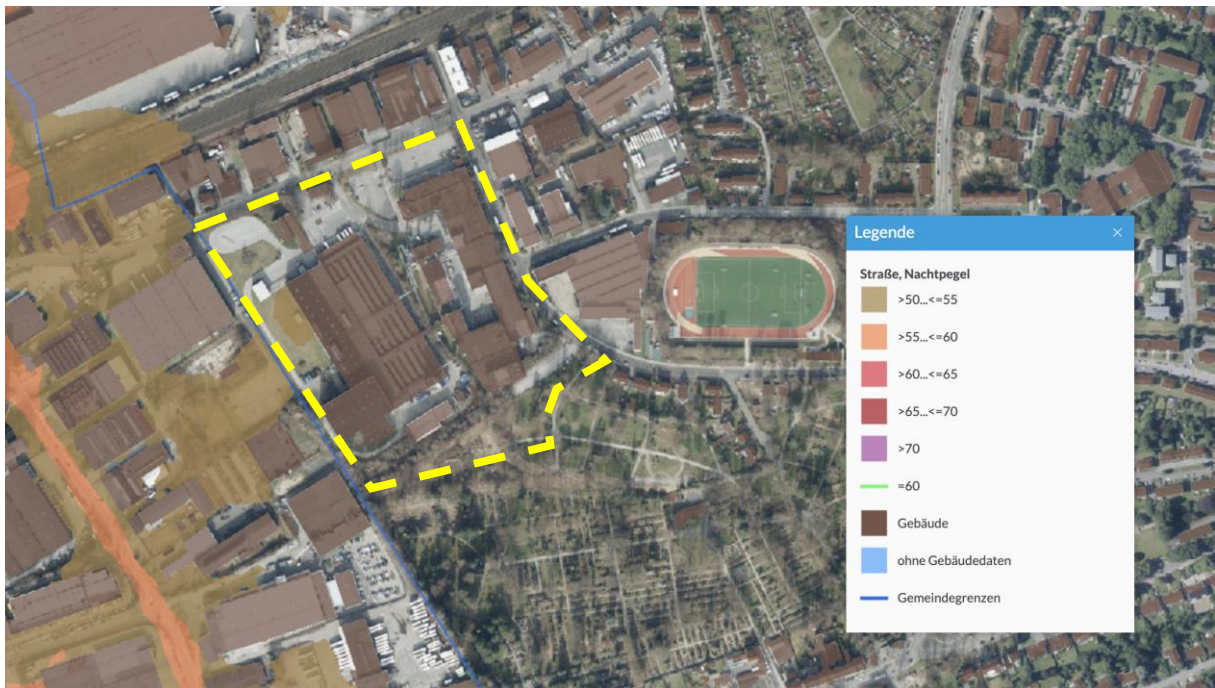 Legende
Straße, Nachtpegel
>50...<=55
>55...<=60
>60...<=65
>65...<=70
>70
=60
Gebäude
ohne Gebäudedaten
Gemeindegrenzen